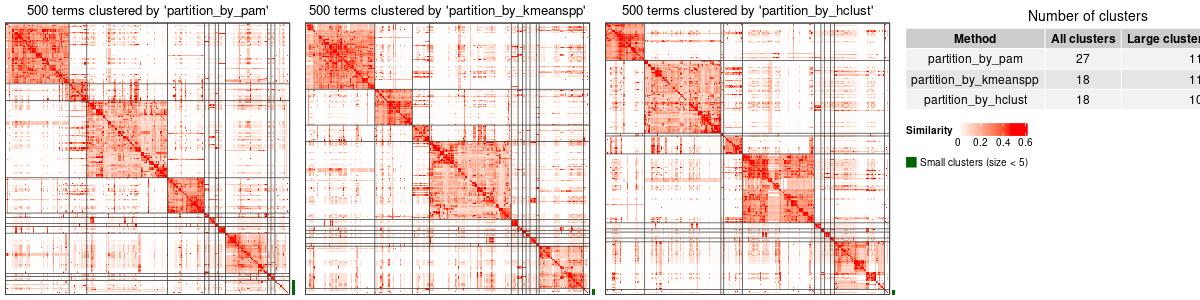 500 terms clustered by 'partition_by_pam'
500 terms clustered by 'partition_by_kmeanspp'
500 terms clustered by 'partition_by_hclust'
Number of clusters
Method All clusters Large cluster
partition_by_pam 27 11
partition_by_kmeanspp 18 11
partition_by_hclust 18 10
Similarity
0 0.2 0.4 0.6
Small clusters (size < 5)